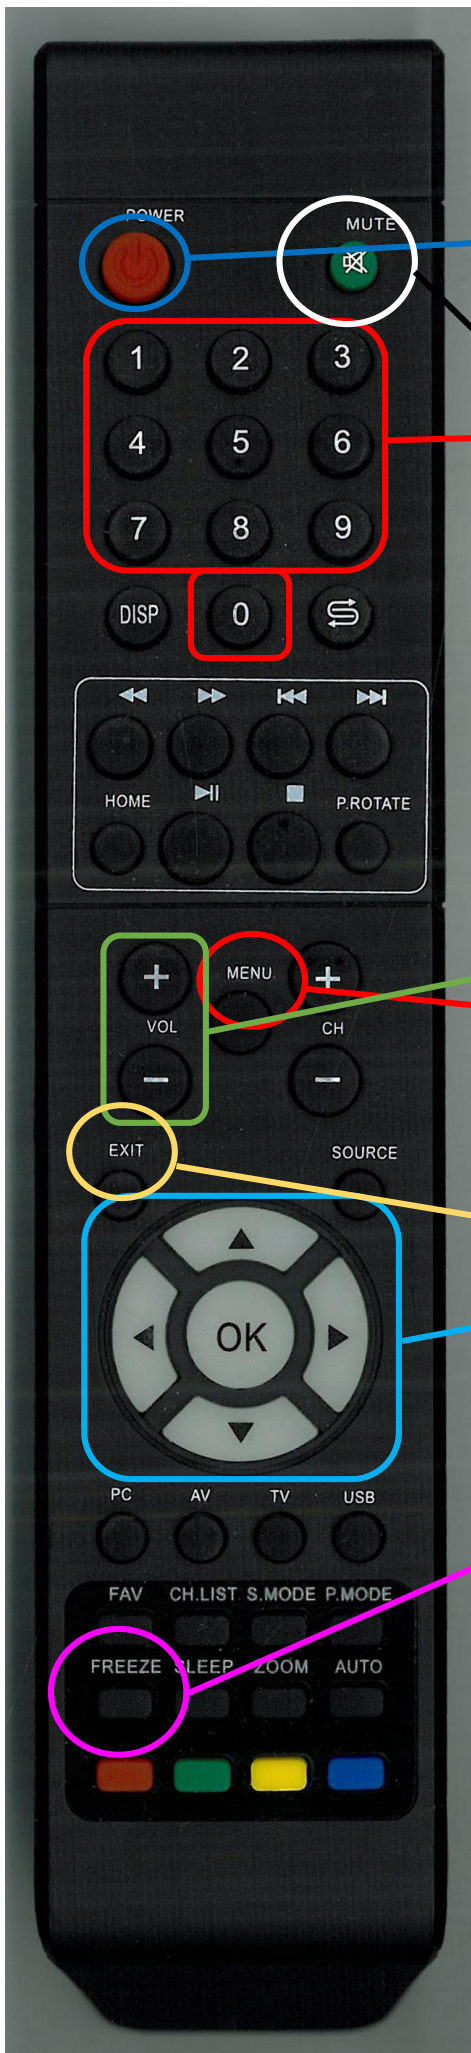 POWER
MUTE
1 2 3
4 5 6
7 8 9
DISP 0
HOME P.ROTATE
+ MENU +
VOL CH
- -
EXIT SOURCE
OK
PC AV TV USB
FAV CH.LIST S.MODE P.MODE
FREEZE SLEEP ZOOM AUTO